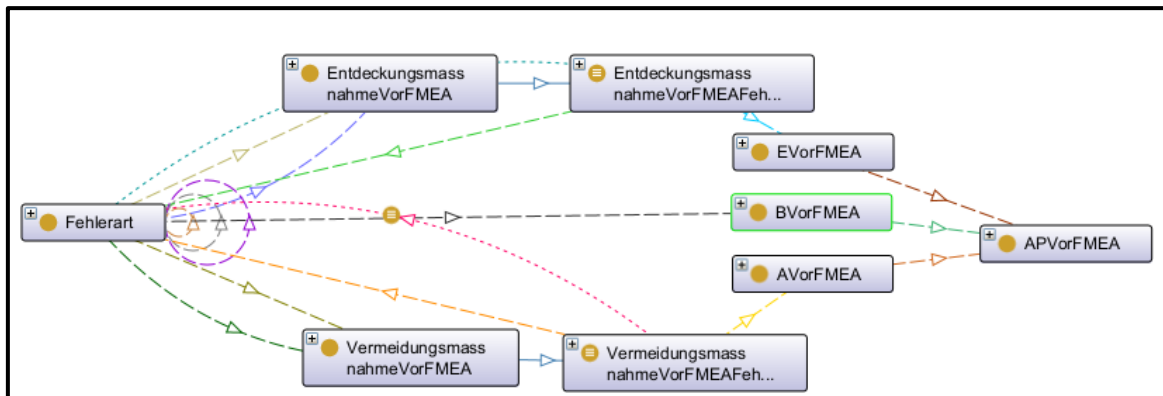 Entdeckungsmass
nahmeVorFMEA
Entdeckungsmass
nahmeVorFMEAFeh...
EVorFMEA
Fehlerart
BVorFMEA
APVorFMEA
AVorFMEA
Vermeidungsmass
nahmeVorFMEA
Vermeidungsmass
nahmeVorFMEAFeh...